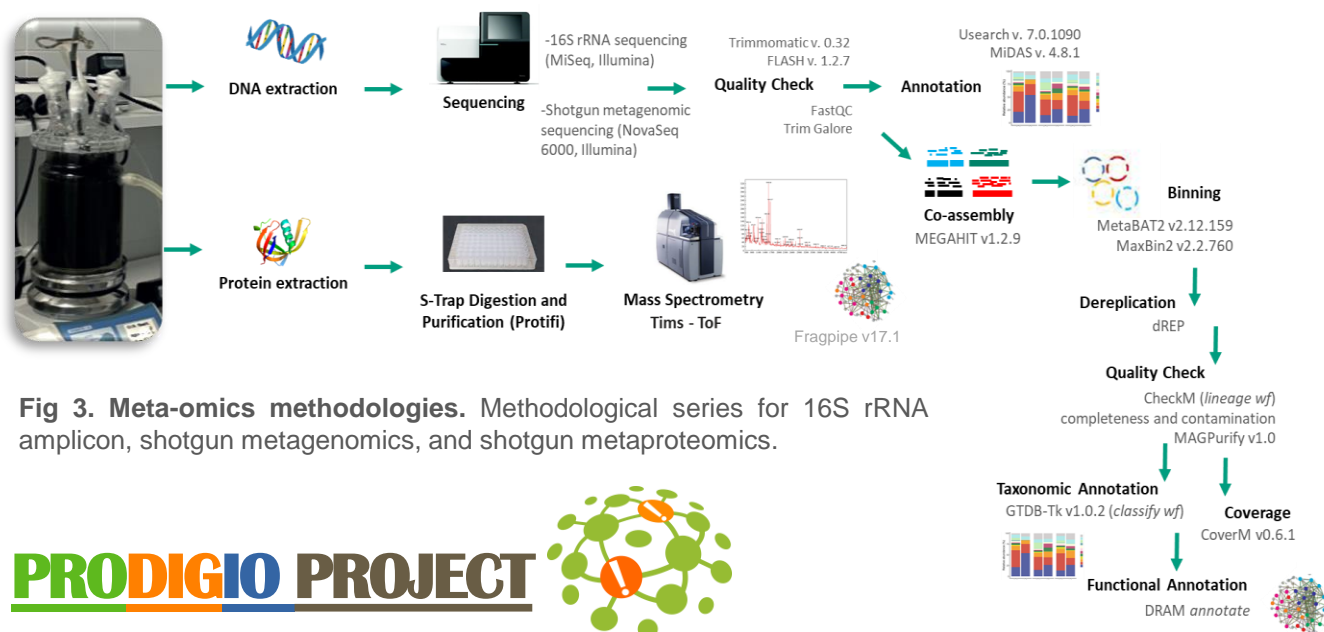 DNA extraction
Sequencing
-16S rRNA sequencing
(MiSeq, Illumina)
-Shotgun metagenomic
sequencing (NovaSeq
6000, Illumina)
Trimmomatic v. 0.32
FLASH v. 1.2.7
Quality Check
FastQC
Trim Galore
Usearch v. 7.0.1090
MiDAS v. 4.8.1
Annotation
Co-assembly
MEGAHIT v1.2.9
Binning
MetaBAT2 v2.12.159
MaxBin2 v2.2.760
Protein extraction
S-Trap Digestion and
Purification (Protifi)
Mass Spectrometry
Tims - ToF
Fragpipe v17.1
Dereplication
dREP
Quality Check
CheckM (lineage wf)
completeness and contamination
MAGPurify v1.0
Taxonomic Annotation
GTDB-Tk v1.0.2 (classify wf)
Coverage
CoverM v0.6.1
Functional Annotation
DRAM annotate
Fig 3. Meta-omics methodologies. Methodological series for 16S rRNA
amplicon, shotgun metagenomics, and shotgun metaproteomics.
PRODIGIO PROJECT